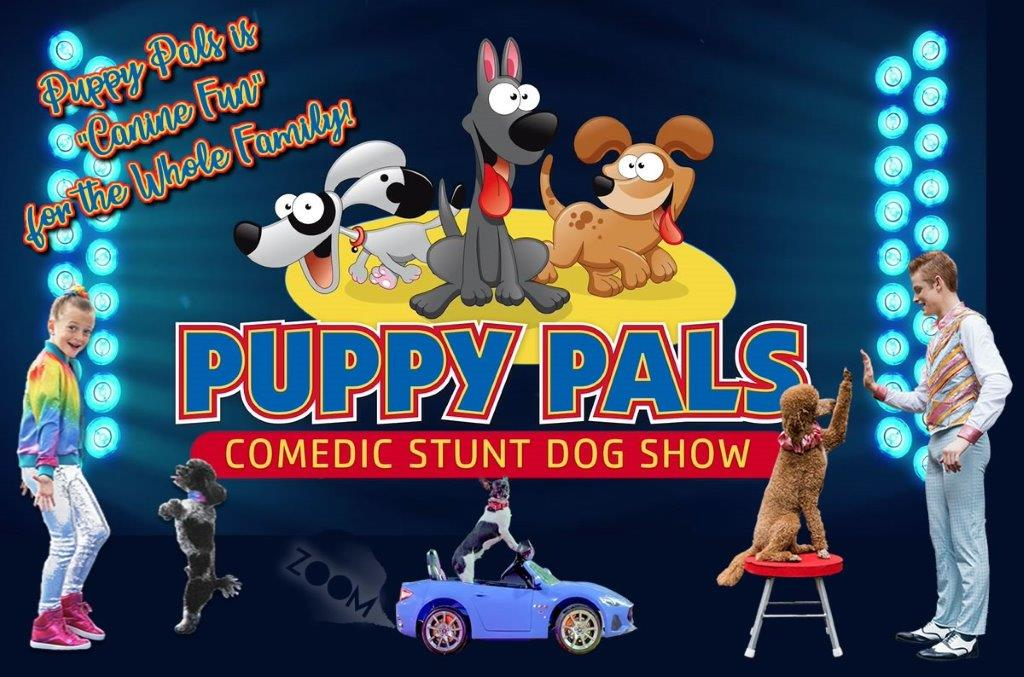 Puppy Pals is
"Canine Fun"
for the Whole Family!
PUPPY PALS
COMEDIC STUNT DOG SHOW
ZOOM